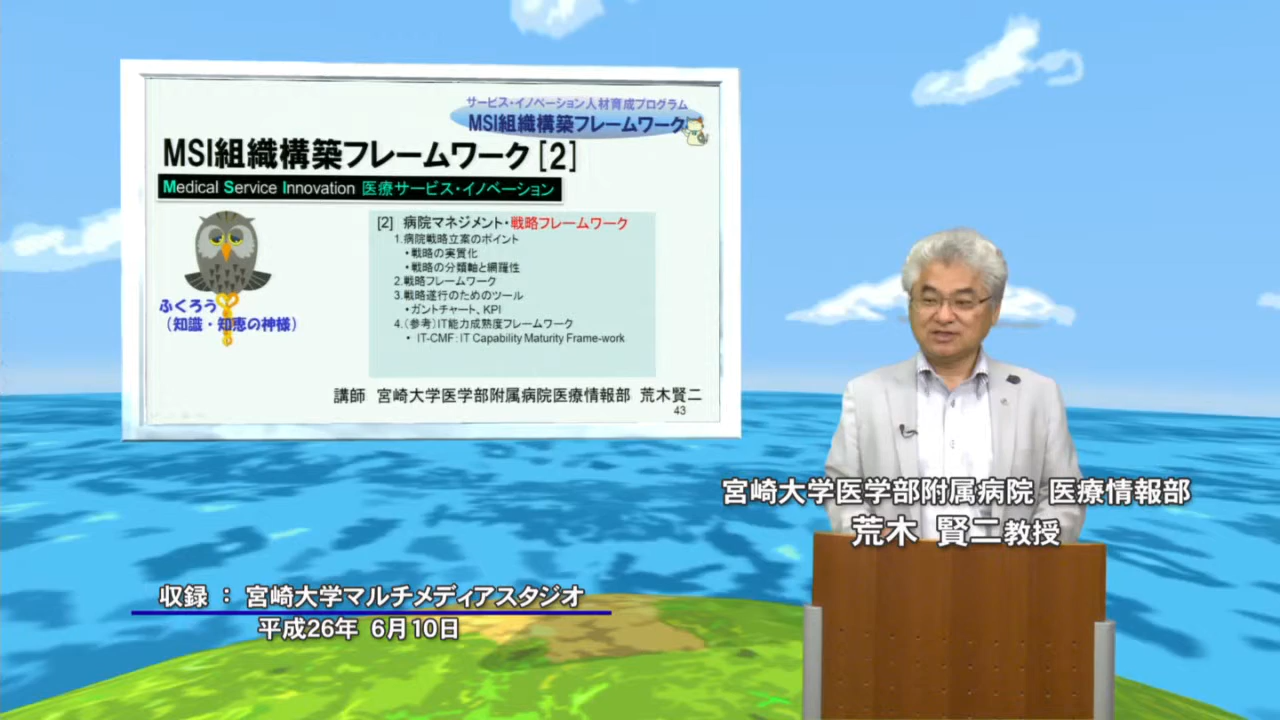 サービス・イノベーション人材育成プログラム
MSI組織構築フレームワーク
MSI組織構築フレームワーク［2］
Medical Service Innovation 医療サービス・イノベーション
[2] 病院マネジメント・戦略フレームワーク
1.病院戦略立案のポイント
・戦略の実質化
・戦略の分類軸と網羅性
2.戦略フレームワーク
3.戦略遂行のためのツール
・ガントチャート、KPI
4.（参考）IT能力成熟度フレームワーク
• IT-CMF：IT Capability Maturity Frame-work
ふくろう
（知識・知恵の神様）
講師 宮崎大学医学部附属病院医療情報部 荒木賢二
43
宮崎大学医学部附属病院 医療情報部
荒木 賢二教授
収録 ： 宮崎大学マルチメディアスタジオ
平成26年 6月10日